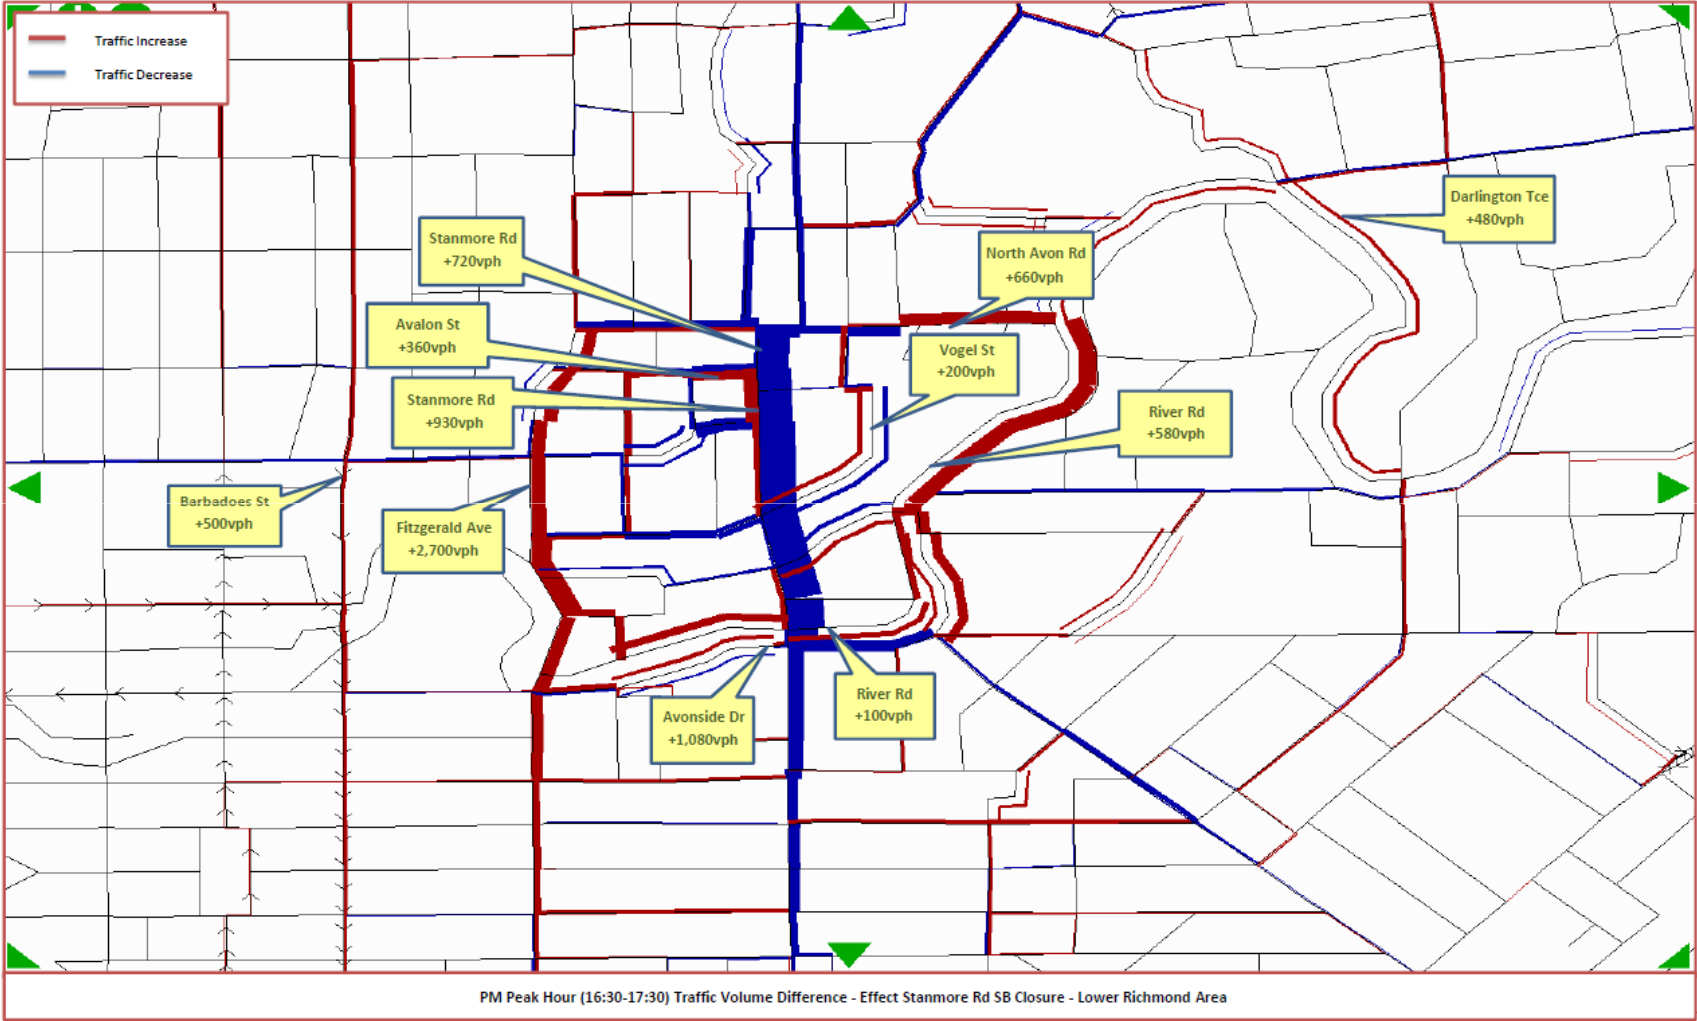 Traffic Increase
Traffic Decrease
Darlington Tce
+480vph
Stanmore Rd
+720vph
North Avon Rd
+660vph
Avalon St
+360vph
Vogel St
+200vph
Stanmore Rd
+930vph
River Rd
+580vph
Barbadoes St
+500vph
Fitzgerald Ave
+2,700vph
River Rd
+100vph
Avonside Dr
+1,080vph
PM Peak Hour (16:30-17:30) Traffic Volume Difference - Effect Stanmore Rd SB Closure - Lower Richmond Area